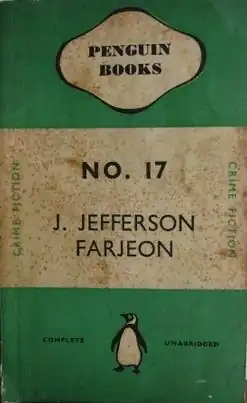 PENGUIN
BOOKS
NO. 17
CRIME FICTION
CRIME FICTION
J. JEFFERSON
FARJEON
COMPLETE
UNABRIDGED